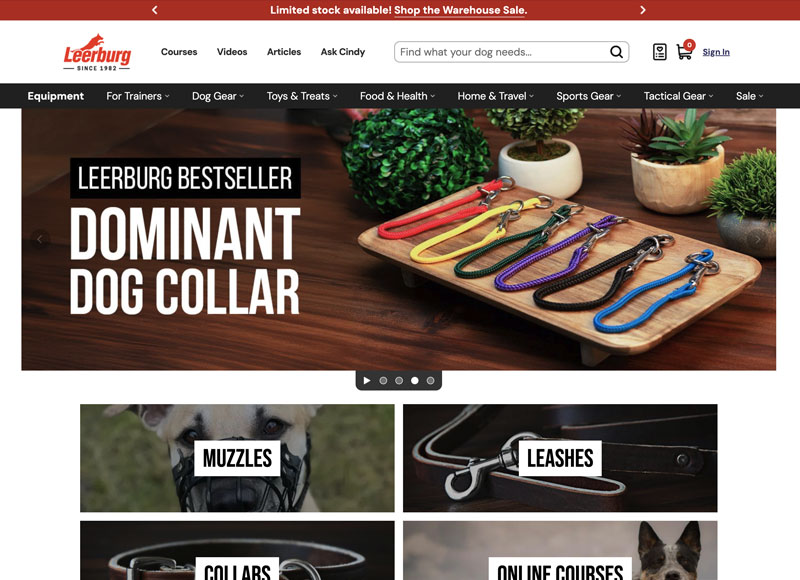 Limited stock available! Shop the Warehouse Sale.
Leerburg
SINCE 1982
Courses
Videos
Articles
Ask Cindy
Find what your dog needs...
0
Sign In
Equipment
For Trainers
Dog Gear
Toys & Treats
Food & Health
Home & Travel
Sports Gear
Tactical Gear
Sale
LEERBURG BESTSELLER
DOMINANT
DOG COLLAR
MUZZLES
LEASHES
COLLARS
ONLINE COURSES